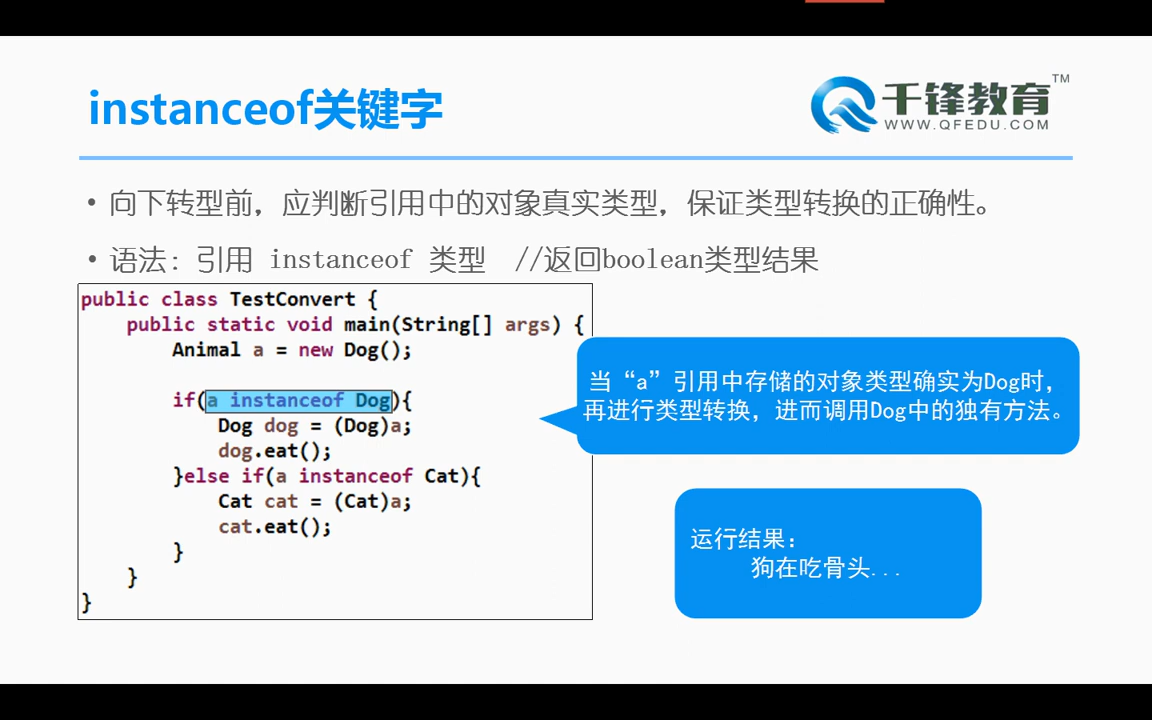 instanceof关键字
千锋教育™
WWW.QFEDU.COM
• 向下转型前，应判断引用中的对象真实类型，保证类型转换的正确性。
• 语法：引用 instanceof 类型 //返回boolean类型结果
public class TestConvert {
public static void main(String[] args) {
Animal a = new Dog();
if(a instanceof Dog){
Dog dog = (Dog)a;
dog.eat();
}else if(a instanceof Cat){
Cat cat = (Cat)a;
cat.eat();
}
}
}
当“a”引用中存储的对象类型确实为Dog时，
再进行类型转换，进而调用Dog中的独有方法。
运行结果：
狗在吃骨头...